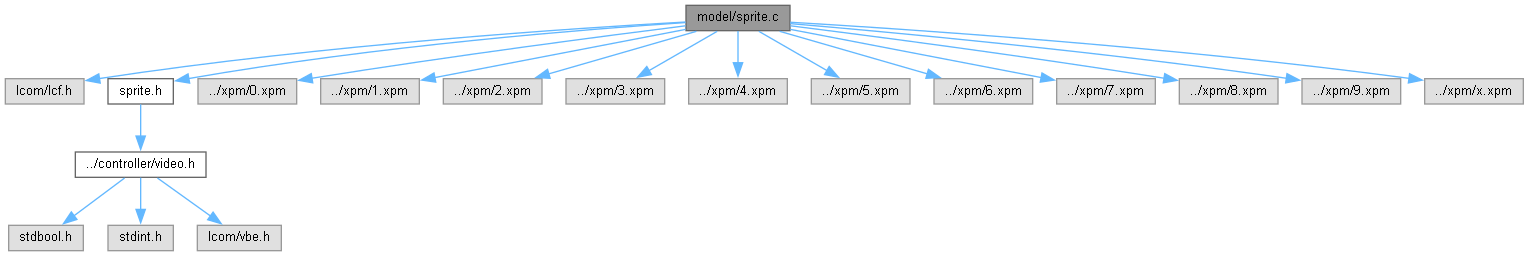 model/sprite.c
lcom/lcf.h
sprite.h
../xpm/0.xpm
../xpm/1.xpm
../xpm/2.xpm
../xpm/3.xpm
../xpm/4.xpm
../xpm/5.xpm
../xpm/6.xpm
../xpm/7.xpm
../xpm/8.xpm
../xpm/9.xpm
../xpm/x.xpm
../controller/video.h
stdbool.h
stdint.h
lcom/vbe.h